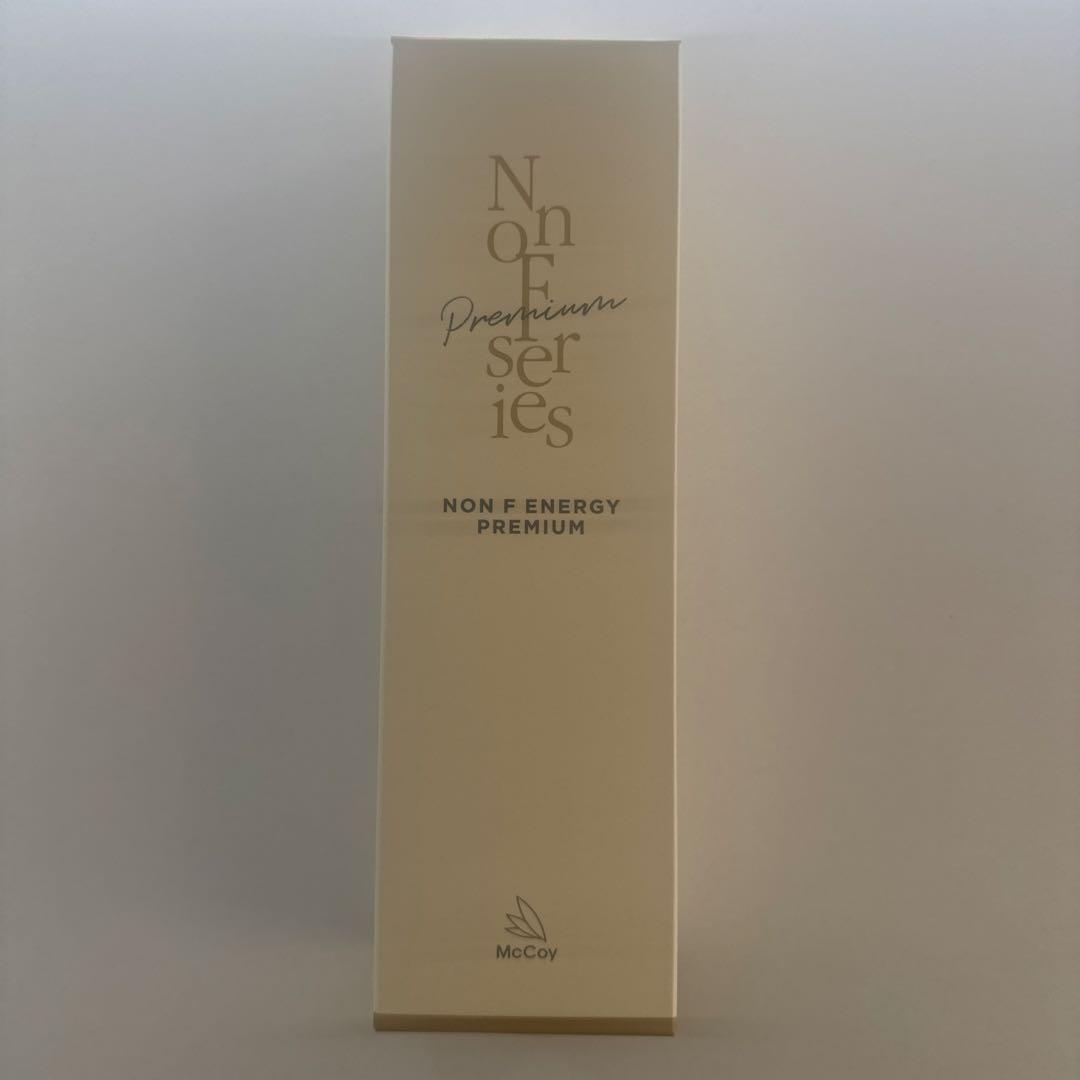 Non F
Premium
series
NON F ENERGY
PREMIUM
McCoy